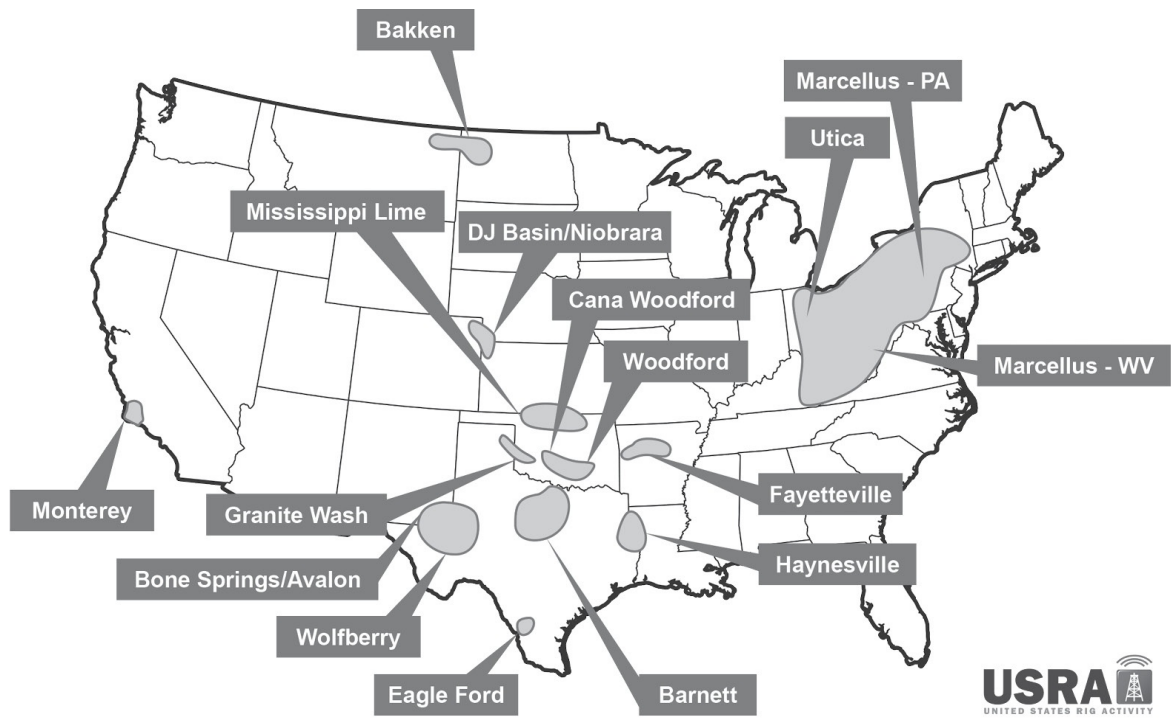 Bakken
Marcellus - PA
Utica
Mississippi Lime
DJ Basin/Niobrara
Cana Woodford
Woodford
Marcellus - WV
Monterey
Granite Wash
Fayetteville
Bone Springs/Avalon
Haynesville
Wolfberry
Eagle Ford
Barnett
USRA
UNITED STATES RIG ACTIVITY